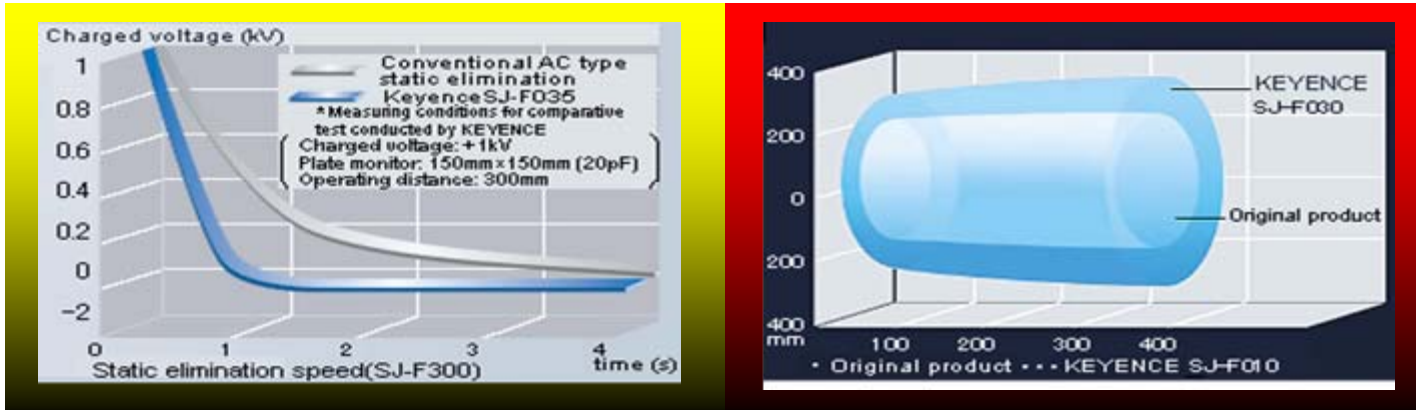 Charged voltage (kV)
1
0.8
0.6
0.4
0.2
0
-2
Conventional AC type
static elimination
KeyenceSJ-F035
* Measuring conditions for comparative
test conducted by KEYENCE
Charged voltage: +1kV
Plate monitor: 150mm×150mm (20pF)
Operating distance: 300mm
0 1 2 3 4
time (s)
Static elimination speed(SJ-F300)
400
200
0
200
400
mm
KEYENCE
SJ-F030
Original product
100 200 300 400
• Original product ••• KEYENCE SJ-F010